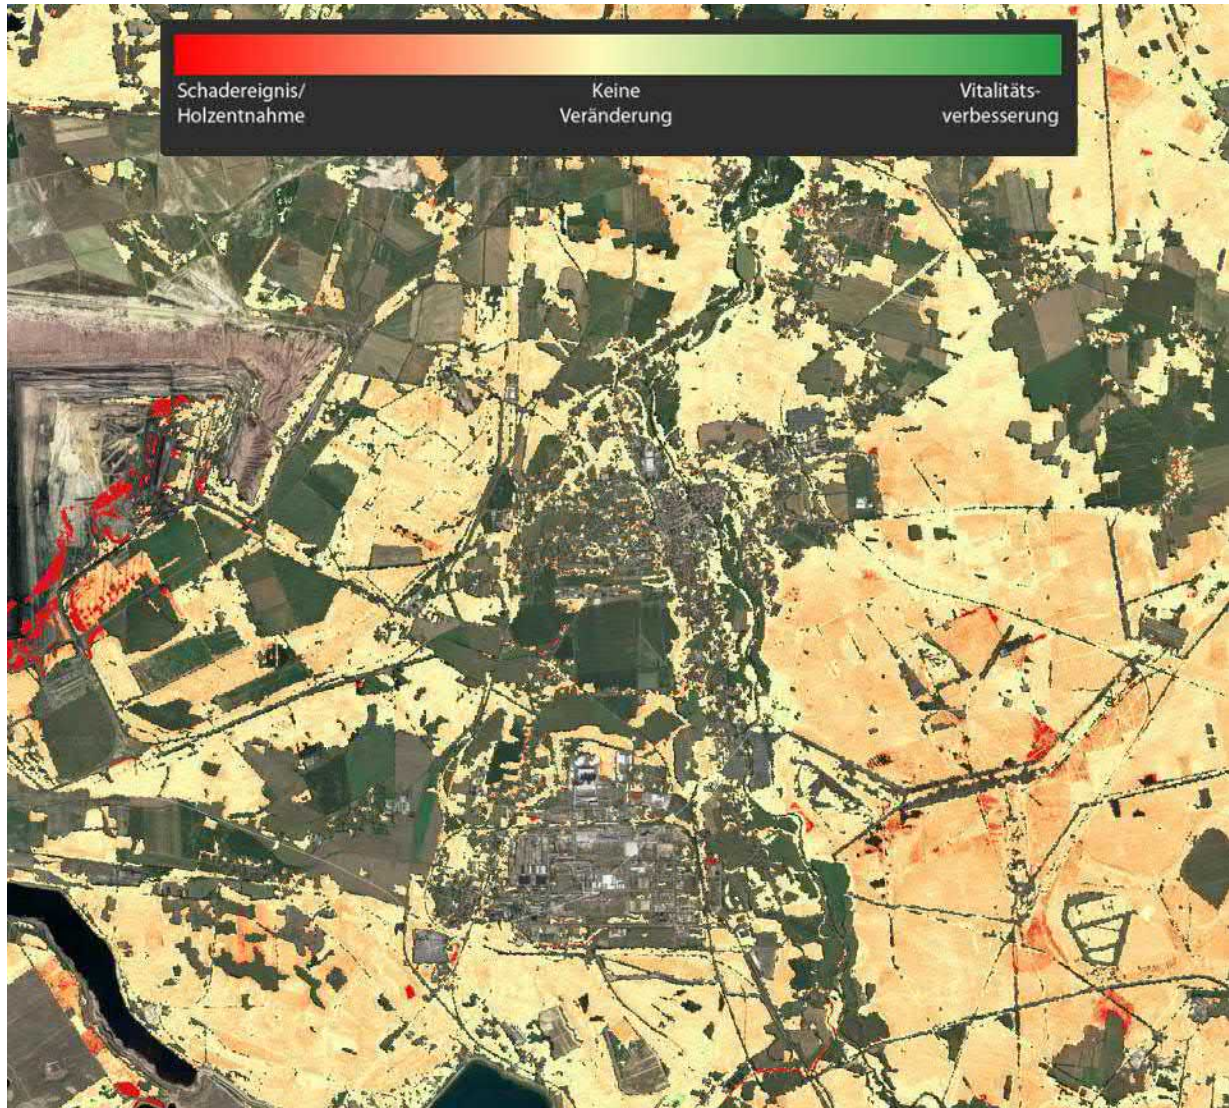 Schadereignis/
Holzentnahme
Keine
Veränderung
Vitalitäts-
verbesserung